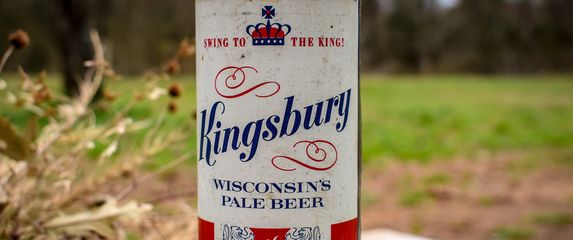 SWING TO THE KING!
Kingsbury
WISCONSIN'S
PALE BEER